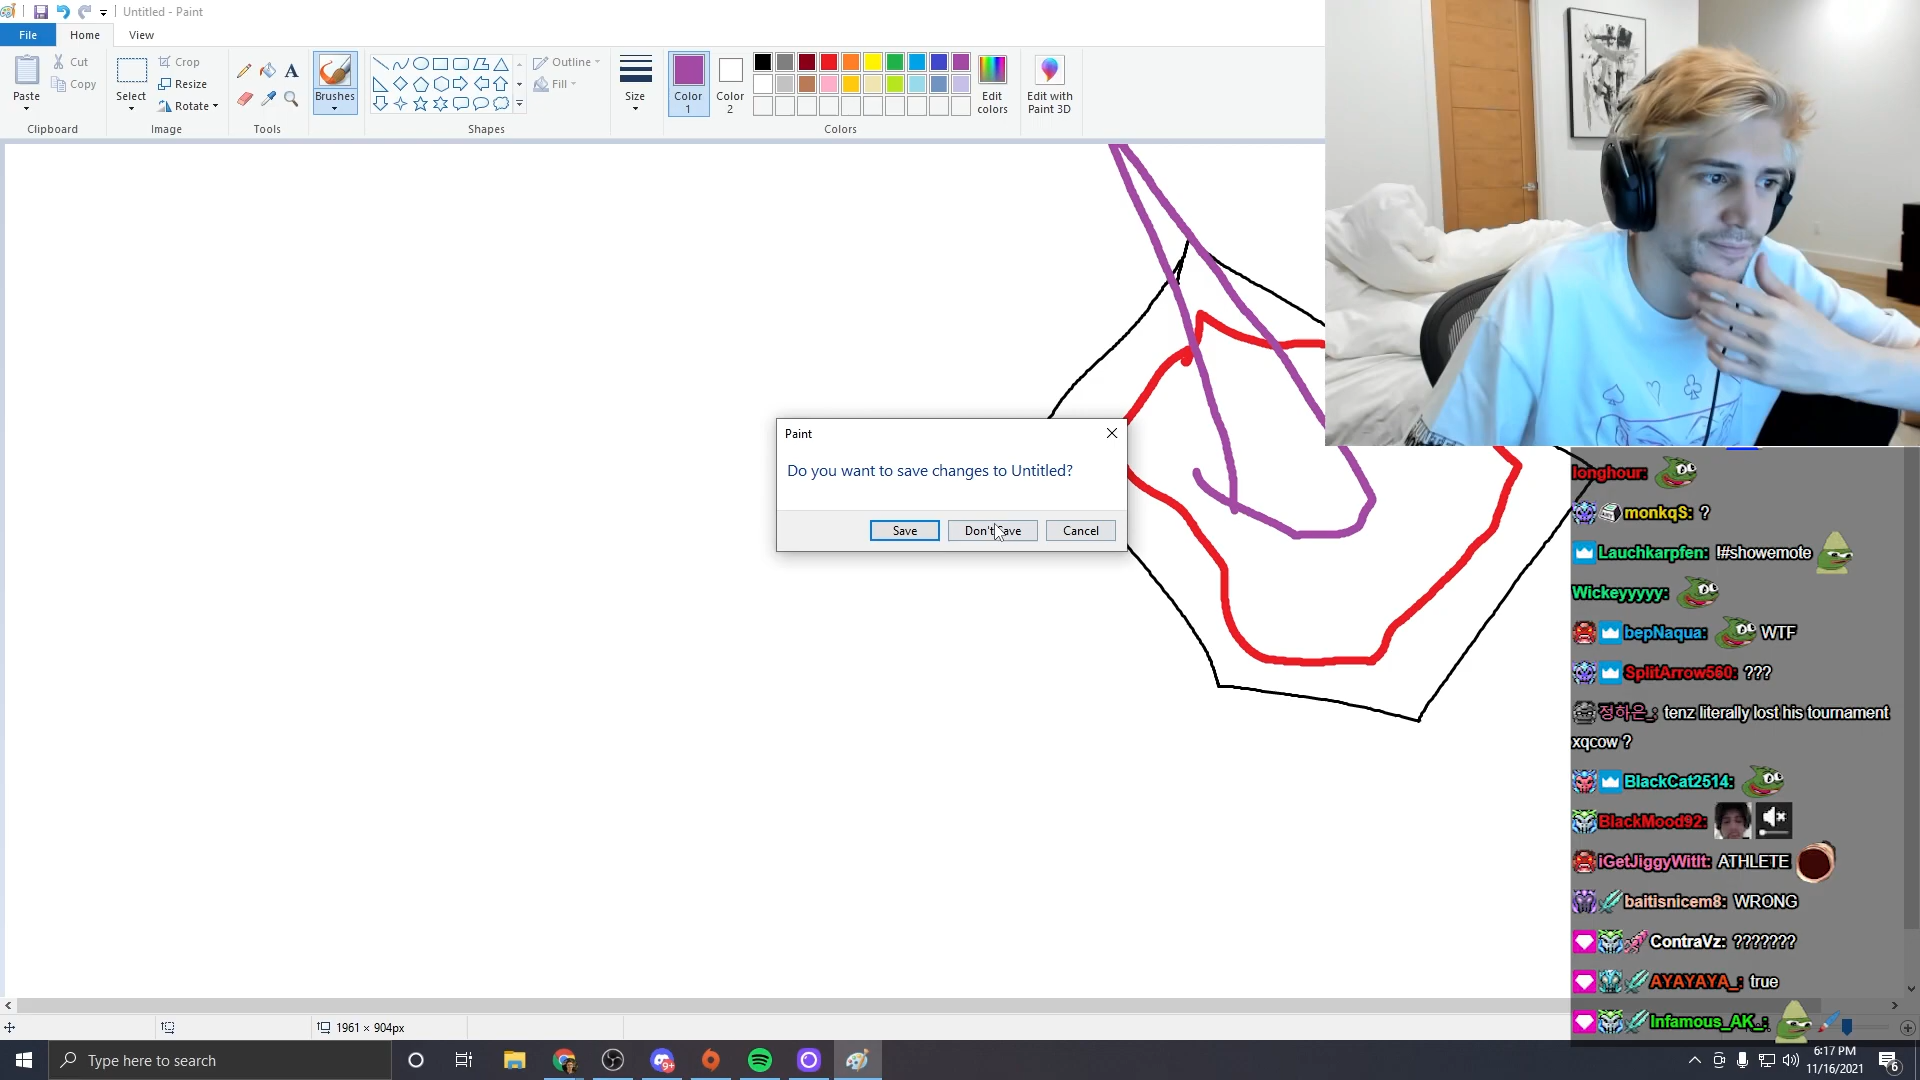 Untitled - Paint
File
Home
View
Paste
Cut
Copy
Clipboard
Select
Crop
Resize
Rotate
Image
Tools
Brushes
Shapes
Outline
Fill
Size
Color 1
Color 2
Edit colors
Edit with Paint 3D
Colors
Paint
Do you want to save changes to Untitled?
Save
Don't Save
Cancel
longhour:
monkqS: ?
Lauchkarpfen: !#showemote
Wickeyyyyy:
bepNaqua: WTF
SplitArrow560: ???
정하은_: tenz literally lost his tournament
xqcow ?
BlackCat2514:
BlackMood92:
iGetJiggyWitIt: ATHLETE
baitisnicem8: WRONG
ContraVz: ???????
AYAYAYA_: true
Infamous_AK_:
1961 × 904px
Type here to search
9+
6:17 PM
11/16/2021
6